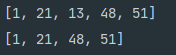 [1, 21, 13, 48, 51]
[1, 21, 48, 51]